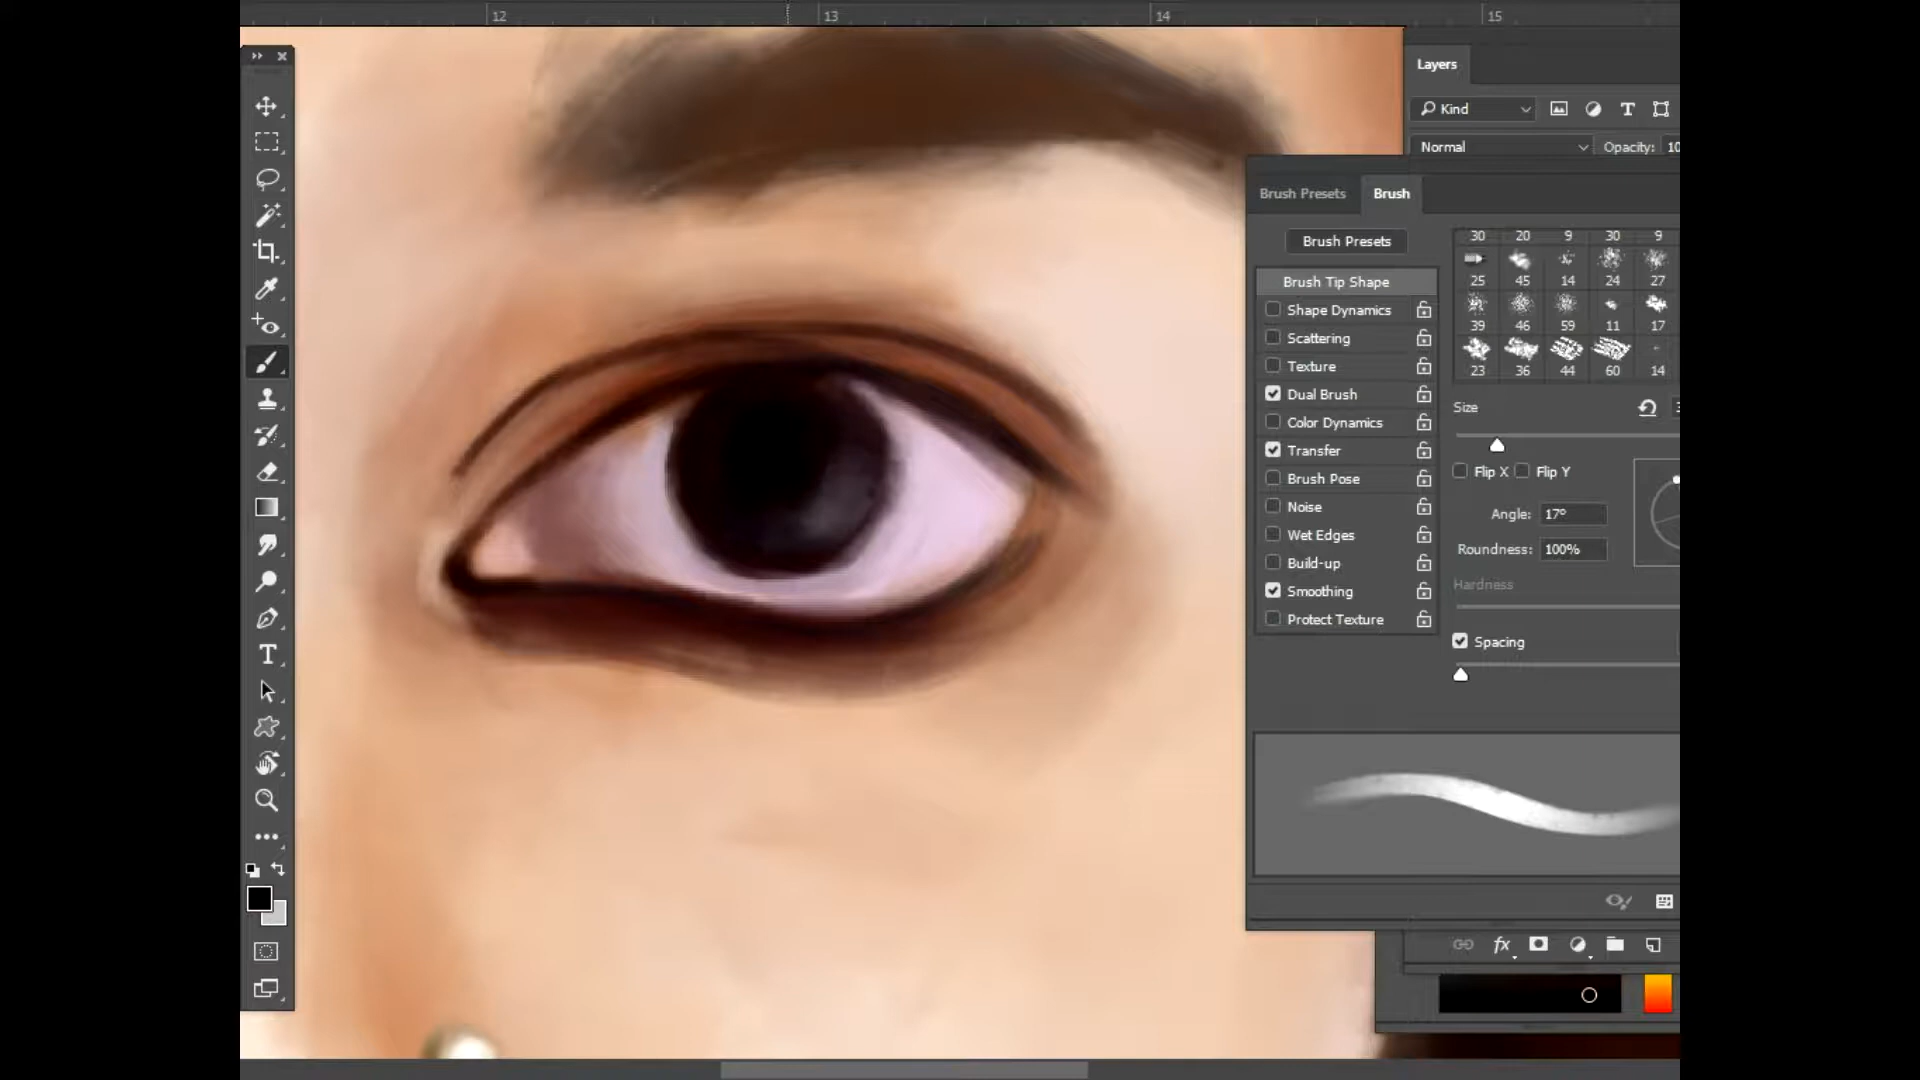 12 13 14 15
Layers
Kind
Normal Opacity: 10
Brush Presets Brush
Brush Presets
30 20 9 30 9
25 45 14 24 27
39 46 59 11 17
23 36 44 60 14
Brush Tip Shape
Shape Dynamics
Scattering
Texture
Dual Brush
Color Dynamics
Transfer
Brush Pose
Noise
Wet Edges
Build-up
Smoothing
Protect Texture
Size
Flip X Flip Y
Angle: 17º
Roundness: 100%
Hardness
Spacing
fx